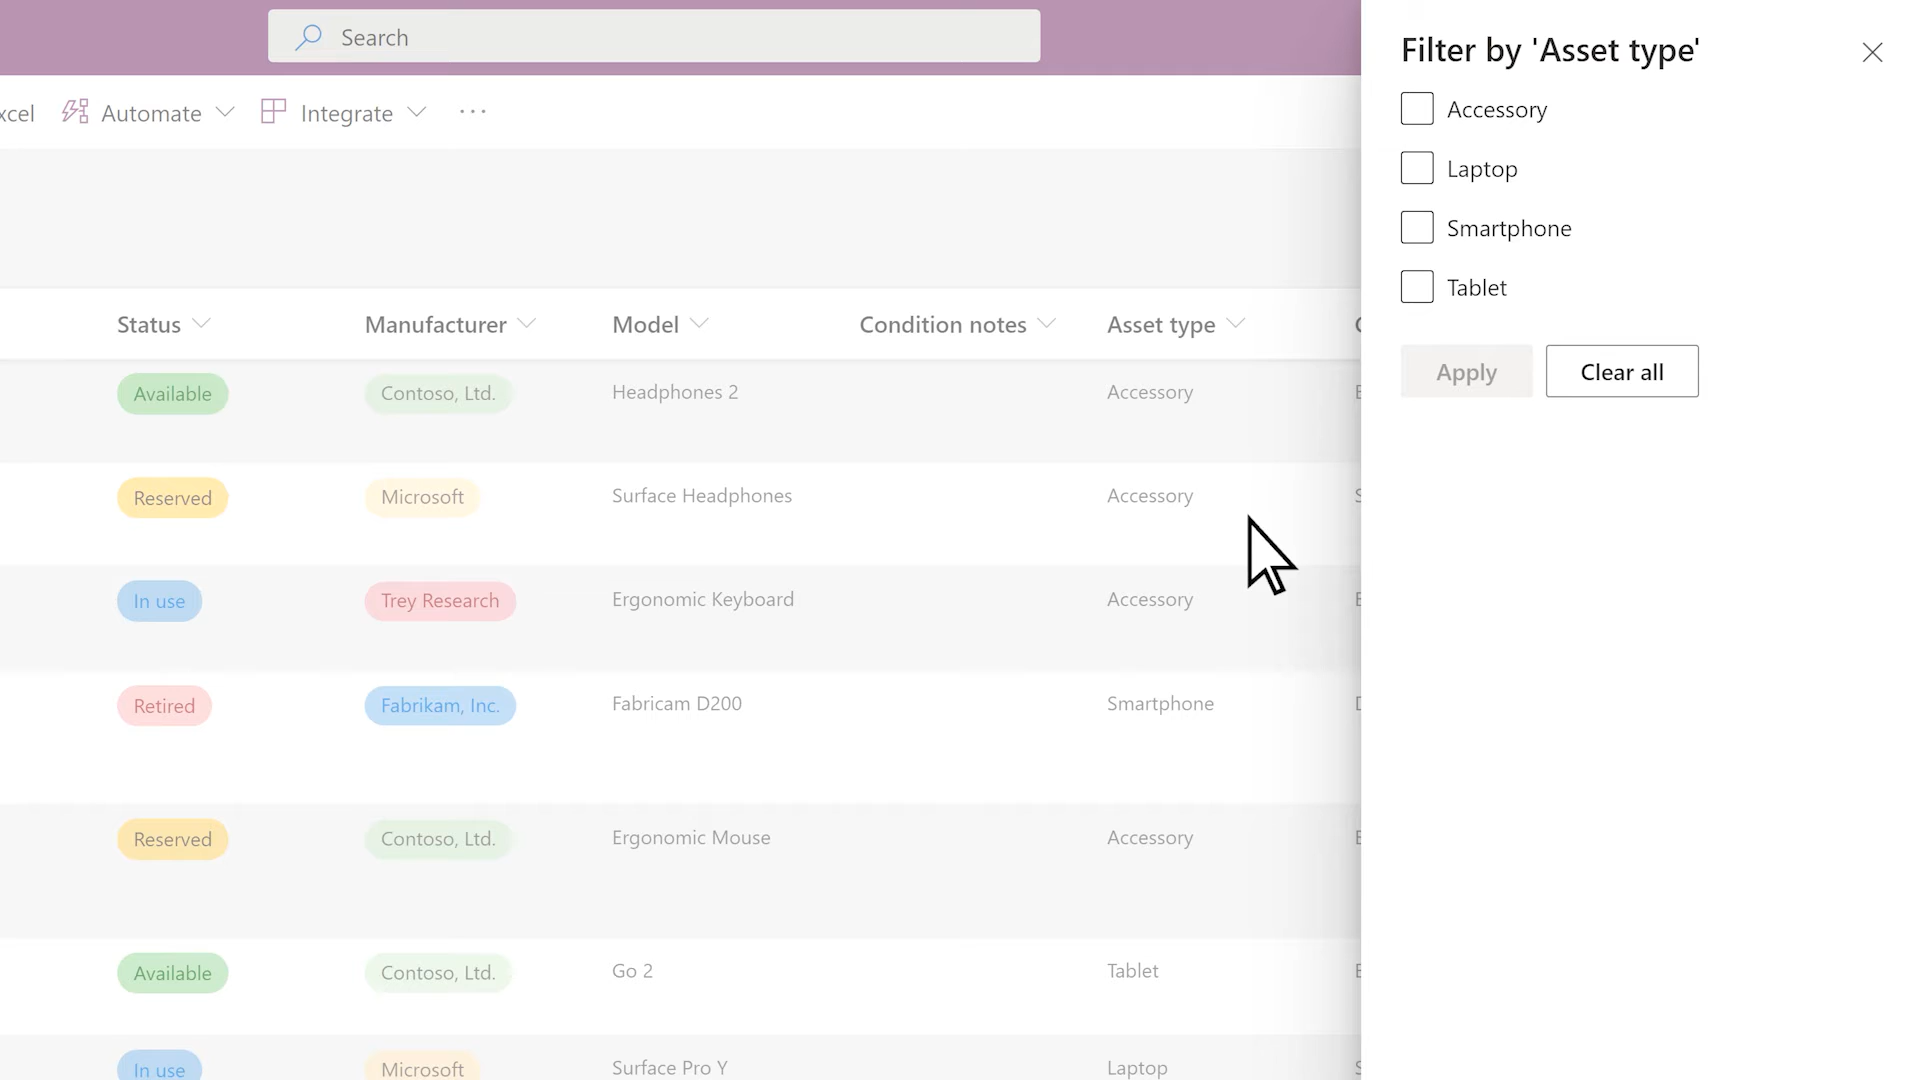 Search
Filter by 'Asset type'
Automate
Integrate
Accessory
Laptop
Smartphone
Tablet
Apply
Clear all
Status Manufacturer Model Condition notes Asset type
Available Contoso, Ltd. Headphones 2 Accessory
Reserved Microsoft Surface Headphones Accessory
In use Trey Research Ergonomic Keyboard Accessory
Retired Fabrikam, Inc. Fabricam D200 Smartphone
Reserved Contoso, Ltd. Ergonomic Mouse Accessory
Available Contoso, Ltd. Go 2 Tablet
In use Microsoft Surface Pro Y Laptop